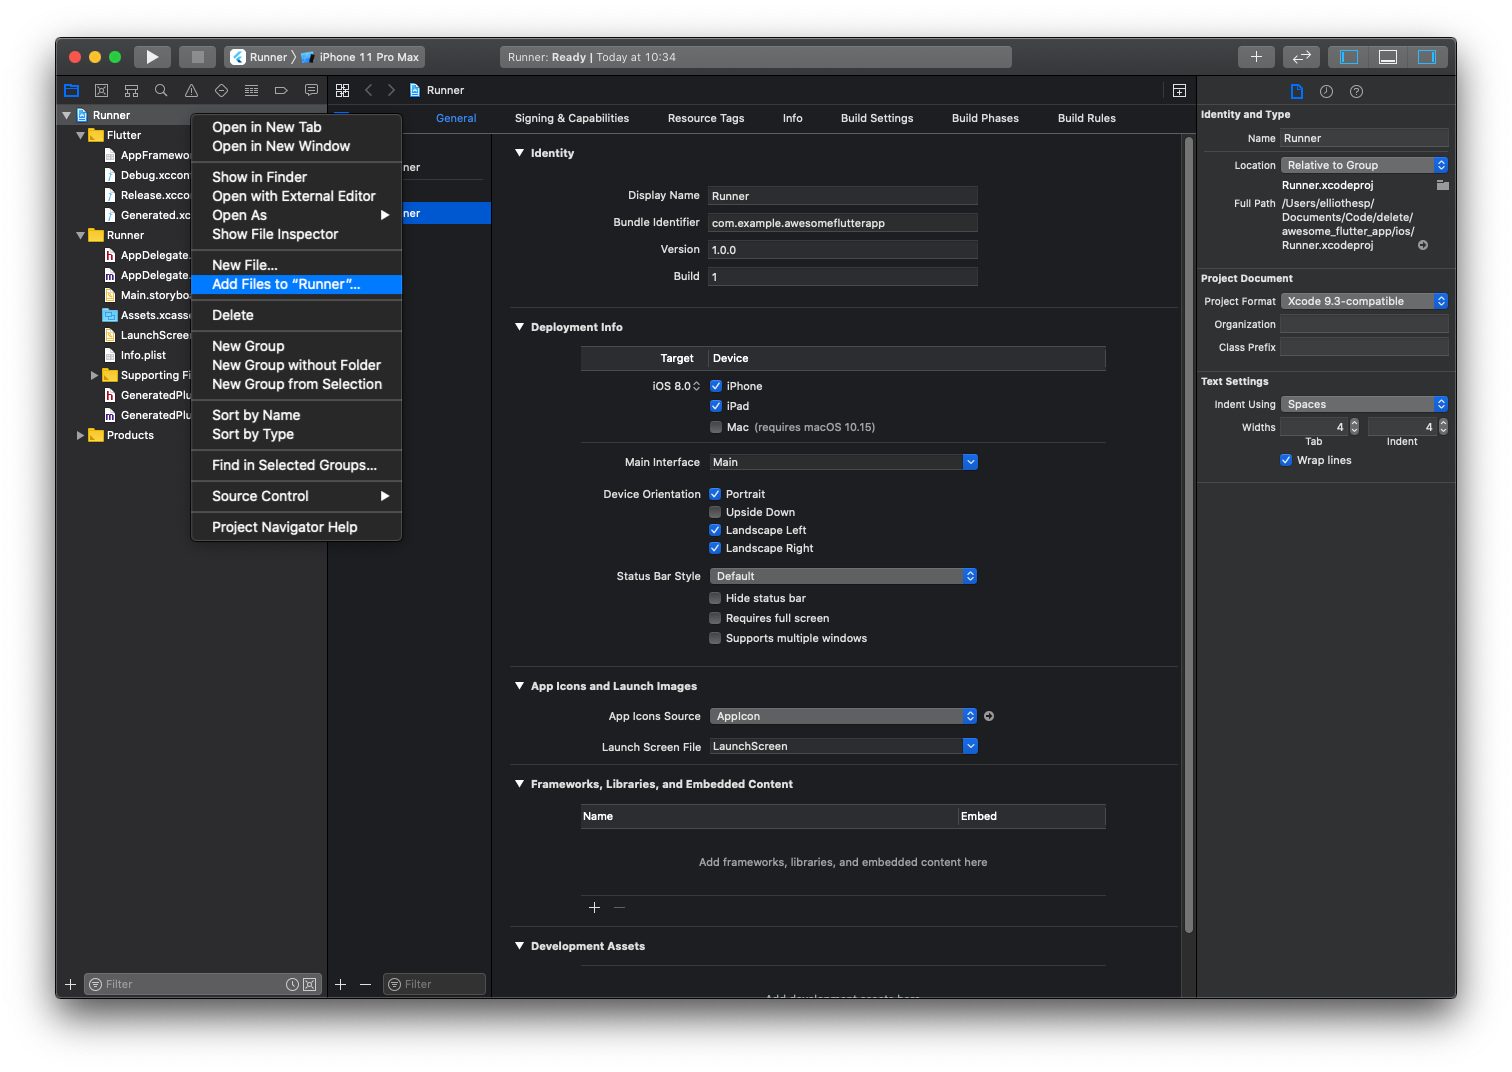 Runner 〉 iPhone 11 Pro Max
Runner: Ready | Today at 10:34
Runner
Flutter
AppFramewo
Debug.xccon
Release.xcco
Generated.xc
Runner
AppDelegate.
AppDelegate.
Main.storybo
Assets.xcass
LaunchScree
Info.plist
Supporting Fi
GeneratedPlu
GeneratedPlu
Products
Filter
Open in New Tab
Open in New Window
Show in Finder
Open with External Editor
Open As
Show File Inspector
New File...
Add Files to “Runner”...
Delete
New Group
New Group without Folder
New Group from Selection
Sort by Name
Sort by Type
Find in Selected Groups...
Source Control
Project Navigator Help
Runner
General Signing & Capabilities Resource Tags Info Build Settings Build Phases Build Rules
ner
ner
Filter
Identity
Display Name Runner
Bundle Identifier com.example.awesomeflutterapp
Version 1.0.0
Build 1
Deployment Info
Target Device
iOS 8.0 iPhone
iPad
Mac (requires macOS 10.15)
Main Interface Main
Device Orientation Portrait
Upside Down
Landscape Left
Landscape Right
Status Bar Style Default
Hide status bar
Requires full screen
Supports multiple windows
App Icons and Launch Images
App Icons Source AppIcon
Launch Screen File LaunchScreen
Frameworks, Libraries, and Embedded Content
Name Embed
Add frameworks, libraries, and embedded content here
Development Assets
Add development assets here
Identity and Type
Name Runner
Location Relative to Group
Runner.xcodeproj
Full Path /Users/elliothesp/
Documents/Code/delete/
awesome_flutter_app/ios/
Runner.xcodeproj
Project Document
Project Format Xcode 9.3-compatible
Organization
Class Prefix
Text Settings
Indent Using Spaces
Widths 4 4
Tab Indent
Wrap lines